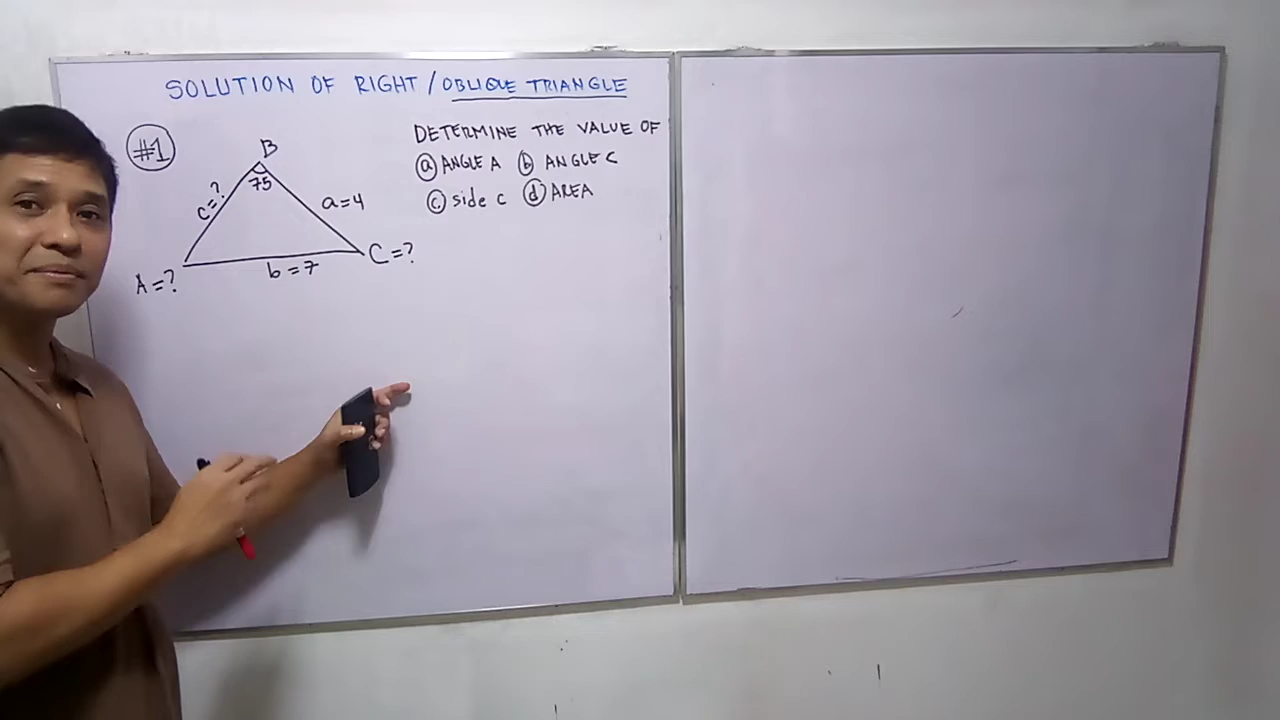 SOLUTION OF RIGHT / OBLIQUE TRIANGLE
#1
B
75
c=?
a=4
A=?
b=7
C=?
DETERMINE THE VALUE OF
(a) ANGLE A (b) ANGLE C
(c) side c (d) AREA